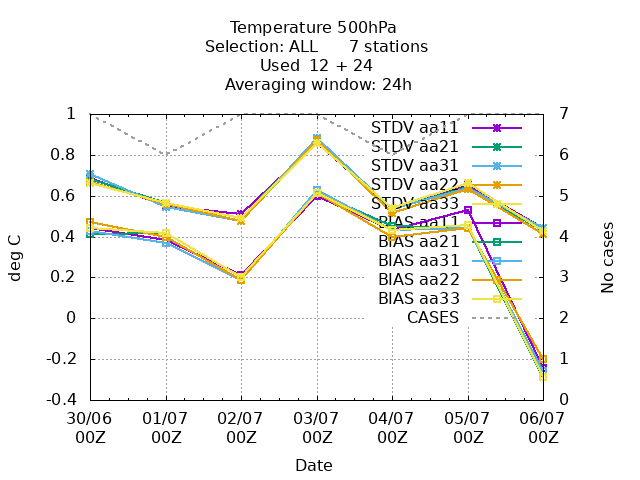 Temperature 500hPa
Selection: ALL 7 stations
Used 12 + 24
Averaging window: 24h
1
0.8
0.6
0.4
0.2
0
-0.2
-0.4
deg C
7
6
5
4
3
2
1
0
No cases
STDV aa11
STDV aa21
STDV aa31
STDV aa22
STDV aa33
BIAS aa11
BIAS aa21
BIAS aa31
BIAS aa22
BIAS aa33
CASES
30/06 01/07 02/07 03/07 04/07 05/07 06/07
00Z 00Z 00Z 00Z 00Z 00Z 00Z
Date